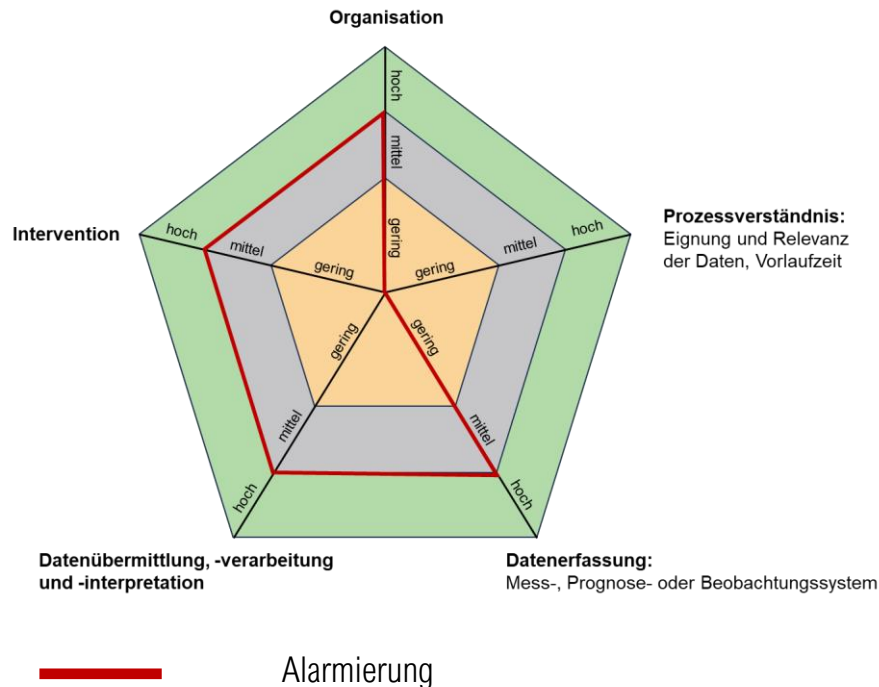 Organisation
hoch
mittel
gering
Intervention
hoch
mittel
gering
gering
mittel
hoch
Prozessverständnis:
Eignung und Relevanz
der Daten, Vorlaufzeit
gering
mittel
hoch
gering
mittel
hoch
Datenübermittlung, -verarbeitung
und -interpretation
Datenerfassung:
Mess-, Prognose- oder Beobachtungssystem
Alarmierung